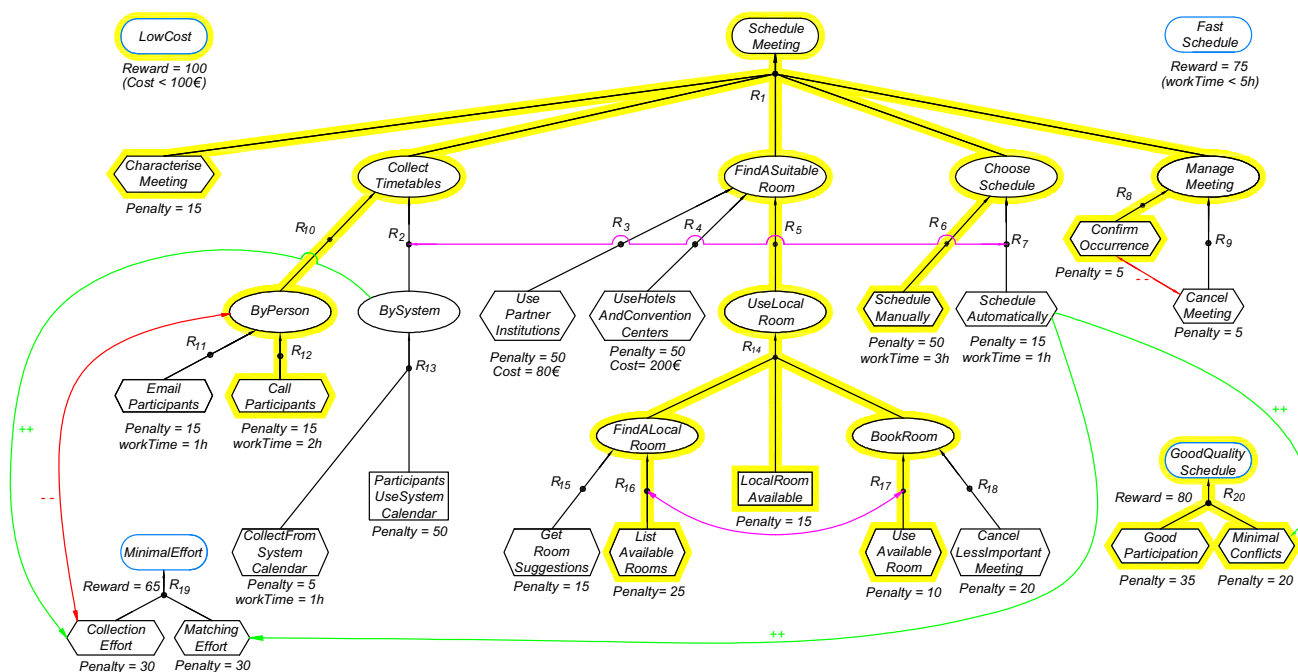 LowCost
Reward = 100
(Cost < 100€)
Schedule
Meeting
Fast
Schedule
Reward = 75
(workTime < 5h)
R1
Characterise
Meeting
Penalty = 15
Collect
Timetables
FindASuitable
Room
Choose
Schedule
Manage
Meeting
R10
R2
R3
R4
R5
R6
R7
R8
R9
Confirm
Occurrence
Penalty = 5
- -
Cancel
Meeting
Penalty = 5
ByPerson
BySystem
Use
Partner
Institutions
Penalty = 50
Cost = 80€
UseHotels
AndConvention
Centers
Penalty = 50
Cost= 200€
UseLocal
Room
Schedule
Manually
Penalty = 50
workTime = 3h
Schedule
Automatically
Penalty = 15
workTime = 1h
R11
R12
R13
R14
Email
Participants
Penalty = 15
workTime = 1h
Call
Participants
Penalty = 15
workTime = 2h
++
++
- -
FindALocal
Room
BookRoom
R15
R16
R17
R18
Participants
UseSystem
Calendar
Penalty = 50
LocalRoom
Available
Penalty = 15
GoodQuality
Schedule
Reward = 80
R20
CollectFrom
System
Calendar
Penalty = 5
workTime = 1h
Get
Room
Suggestions
Penalty = 15
List
Available
Rooms
Penalty= 25
Use
Available
Room
Penalty = 10
Cancel
LessImportant
Meeting
Penalty = 20
Good
Participation
Penalty = 35
Minimal
Conflicts
Penalty = 20
MinimalEffort
Reward = 65
R19
Collection
Effort
Penalty = 30
Matching
Effort
Penalty = 30
++